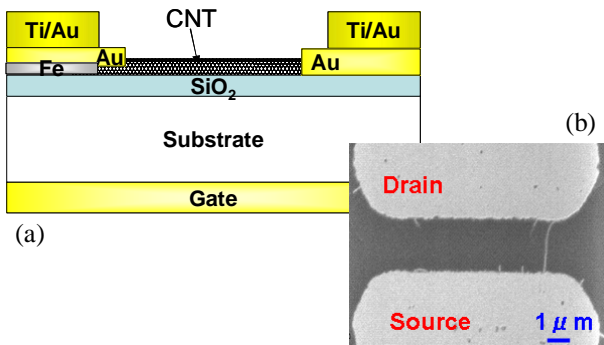 CNT
Ti/Au
Ti/Au
Au
Au
Fe
SiO₂
Substrate
Gate
(a)
(b)
Drain
Source
1 μ m